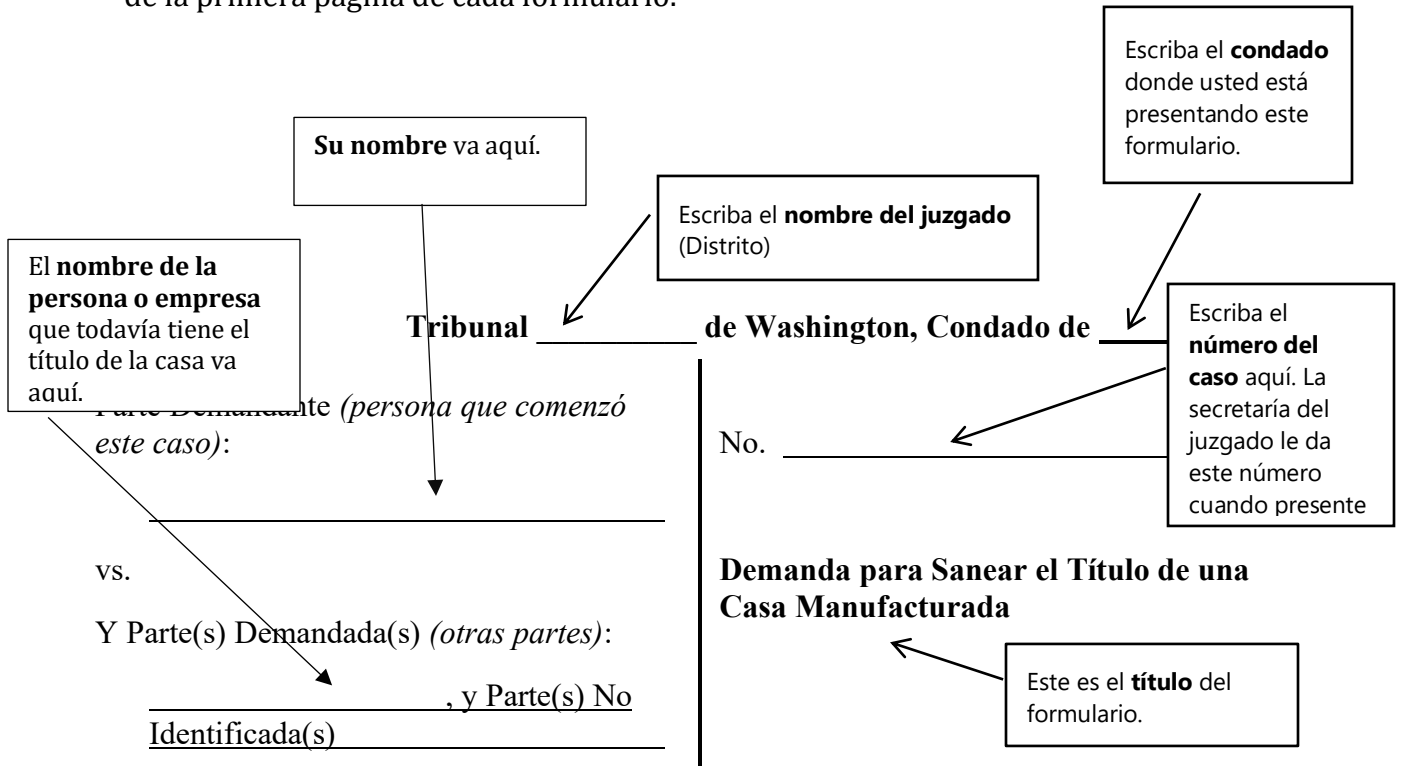 de la primera página de cada formulario.
Escriba el condado
donde usted está
presentando este
formulario.
Su nombre va aquí.
Escriba el nombre del juzgado
(Distrito)
El nombre de la
persona o empresa
que todavía tiene el
título de la casa va
aquí.
Tribunal __________ de Washington, Condado de _____
Escriba el
número del
caso aquí. La
secretaría del
juzgado le da
este número
cuando presente
Parte Demandante (persona que comenzó
este caso):
No. __________
vs.
Demanda para Sanear el Título de una
Casa Manufacturada
Y Parte(s) Demandada(s) (otras partes):
__________, y Parte(s) No
Identificada(s)
Este es el título del
formulario.